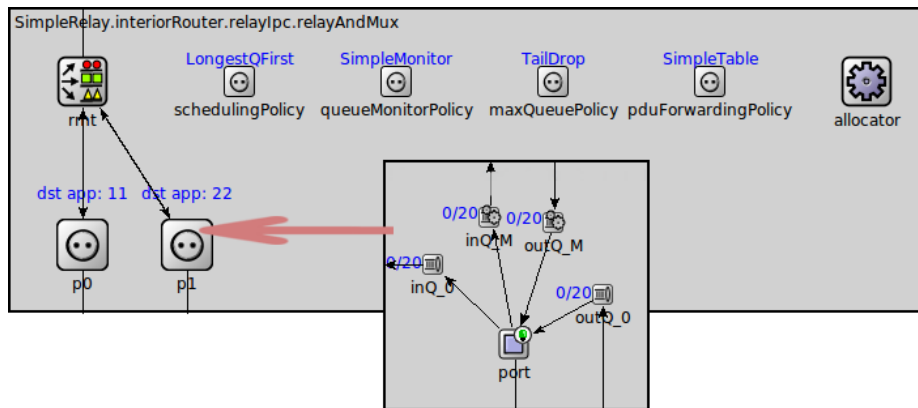 SimpleRelay.interiorRouter.relayIpc.relayAndMux
LongestQFirst
SimpleMonitor
TailDrop
SimpleTable
rmt
schedulingPolicy
queueMonitorPolicy
maxQueuePolicy
pduForwardingPolicy
allocator
dst app: 11
dst app: 22
p0
p1
0/20
0/20
inQ_M
outQ_M
0/20
inQ_0
0/20
outQ_0
port